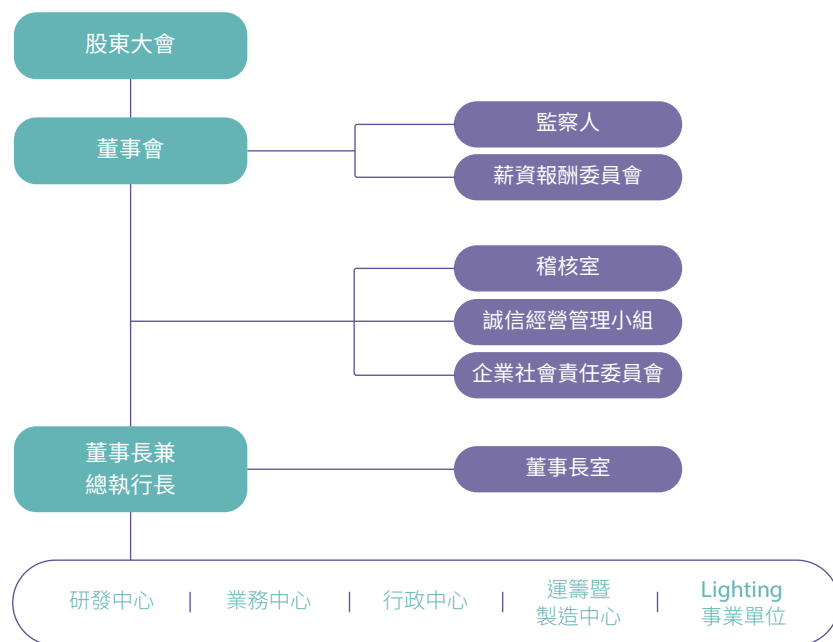 股東大會
董事會
監察人
薪資報酬委員會
稽核室
誠信經營管理小組
企業社會責任委員會
董事長兼
總執行長
董事長室
研發中心
業務中心
行政中心
運籌暨
製造中心
Lighting
事業單位